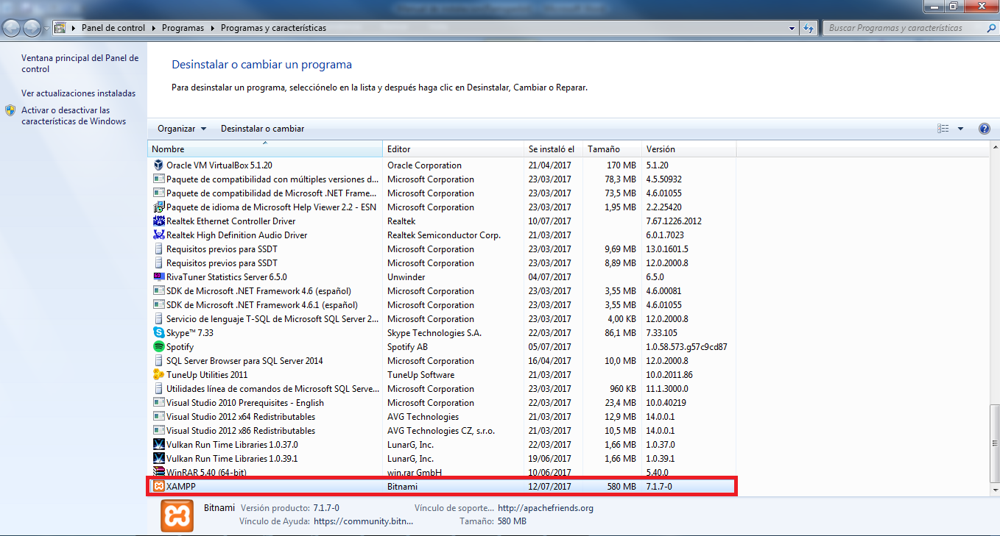 Panel de control Programas Programas y características
Buscar Programas y características
Ventana principal del Panel de
control
Ver actualizaciones instaladas
Activar o desactivar las
características de Windows
Desinstalar o cambiar un programa
Para desinstalar un programa, selecciónelo en la lista y después haga clic en Desinstalar, Cambiar o Reparar.
Organizar Desinstalar o cambiar
Nombre Editor Se instaló el Tamaño Versión
Oracle VM VirtualBox 5.1.20 Oracle Corporation 21/04/2017 170 MB 5.1.20
Paquete de compatibilidad con múltiples versiones d... Microsoft Corporation 23/03/2017 78,3 MB 4.5.50932
Paquete de compatibilidad de Microsoft .NET Frame... Microsoft Corporation 23/03/2017 73,5 MB 4.6.01055
Paquete de idioma de Microsoft Help Viewer 2.2 - ESN Microsoft Corporation 23/03/2017 1,95 MB 2.2.25420
Realtek Ethernet Controller Driver Realtek 10/07/2017 7.67.1226.2012
Realtek High Definition Audio Driver Realtek Semiconductor Corp. 21/03/2017 6.0.1.7023
Requisitos previos para SSDT Microsoft Corporation 23/03/2017 9,69 MB 13.0.1601.5
Requisitos previos para SSDT Microsoft Corporation 23/03/2017 8,89 MB 12.0.2000.8
RivaTuner Statistics Server 6.5.0 Unwinder 04/07/2017 6.5.0
SDK de Microsoft .NET Framework 4.6 (español) Microsoft Corporation 23/03/2017 3,55 MB 4.6.00081
SDK de Microsoft .NET Framework 4.6.1 (español) Microsoft Corporation 23/03/2017 3,55 MB 4.6.01055
Servicio de lenguaje T-SQL de Microsoft SQL Server 2... Microsoft Corporation 23/03/2017 4,00 KB 12.0.2000.8
Skype™ 7.33 Skype Technologies S.A. 22/03/2017 86,1 MB 7.33.105
Spotify Spotify AB 05/07/2017 1.0.58.573.g57c9cd87
SQL Server Browser para SQL Server 2014 Microsoft Corporation 16/04/2017 10,0 MB 12.0.2000.8
TuneUp Utilities 2011 TuneUp Software 21/03/2017 10.0.2011.86
Utilidades línea de comandos de Microsoft SQL Serve... Microsoft Corporation 23/03/2017 960 KB 11.1.3000.0
Visual Studio 2010 Prerequisites - English Microsoft Corporation 22/03/2017 23,4 MB 10.0.40219
Visual Studio 2012 x64 Redistributables AVG Technologies 21/03/2017 12,9 MB 14.0.0.1
Visual Studio 2012 x86 Redistributables AVG Technologies CZ, s.r.o. 21/03/2017 10,5 MB 14.0.0.1
Vulkan Run Time Libraries 1.0.37.0 LunarG, Inc. 22/03/2017 1,66 MB 1.0.37.0
Vulkan Run Time Libraries 1.0.39.1 LunarG, Inc. 19/06/2017 1,66 MB 1.0.39.1
WinRAR 5.40 (64-bit) win.rar GmbH 10/06/2017 5.40.0
XAMPP Bitnami 12/07/2017 580 MB 7.1.7-0
Bitnami Versión producto: 7.1.7-0 Vínculo de soporte... http://apachefriends.org
Vínculo de Ayuda: https://community.bitn... Tamaño: 580 MB